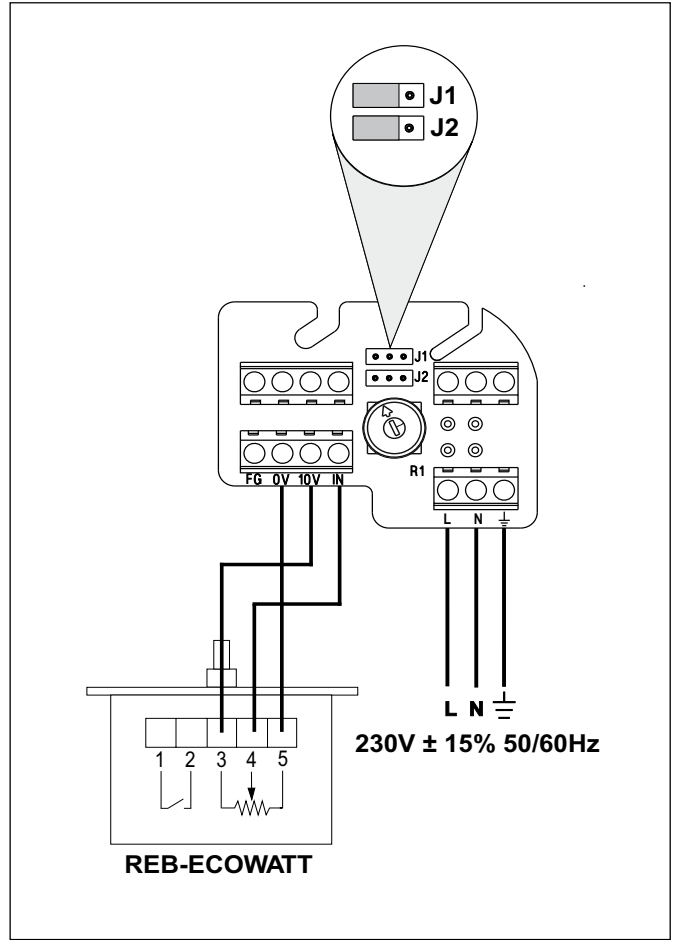 J1
J2
J1
J2
R1
FG 0V 10V IN
L N
L N
230V ± 15% 50/60Hz
1 2 3 4 5
REB-ECOWATT